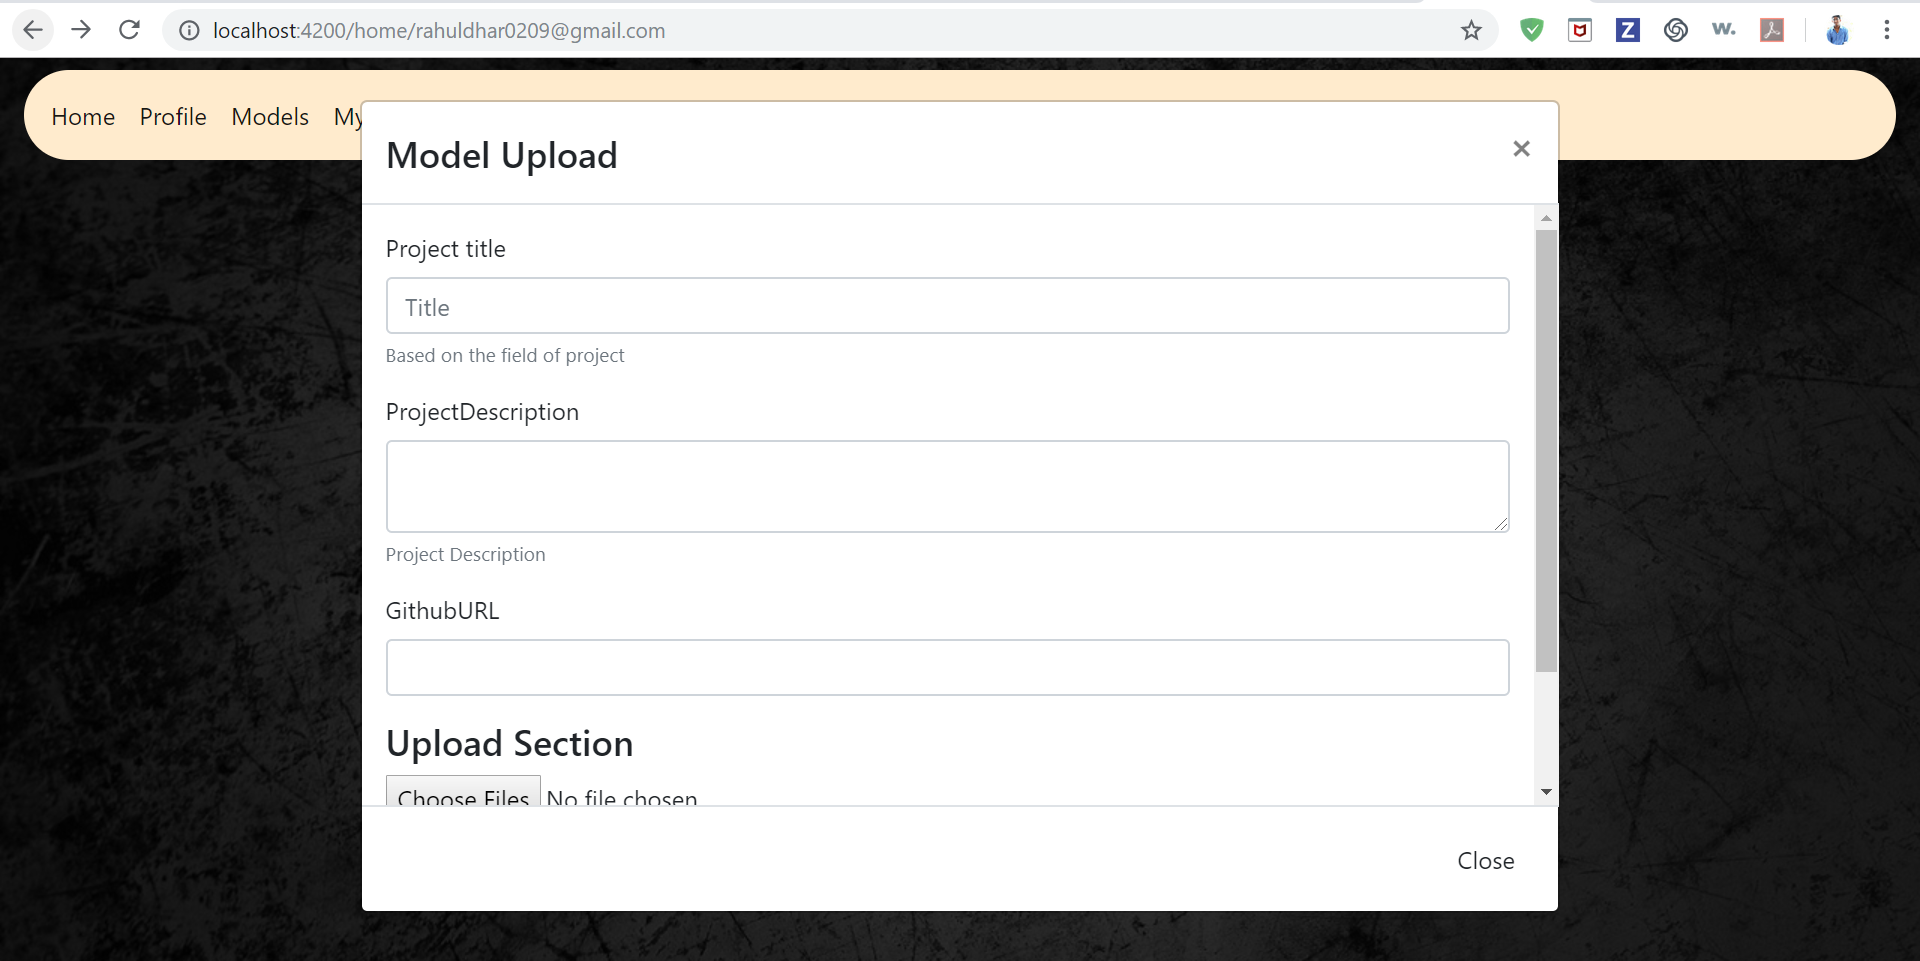 localhost:4200/home/rahuldhar0209@gmail.com
Z
w.
Home Profile Models My
Model Upload
×
Project title
Title
Based on the field of project
ProjectDescription
Project Description
GithubURL
Upload Section
Choose Files No file chosen
Close